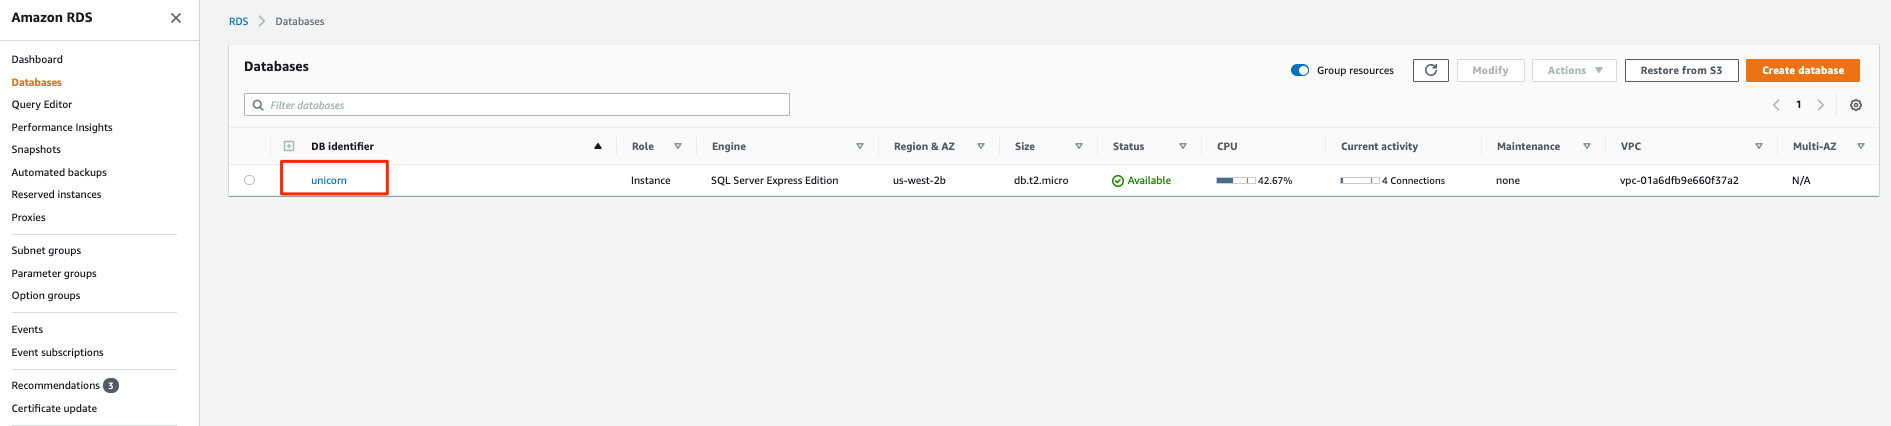 Amazon RDS
Dashboard
Databases
Query Editor
Performance Insights
Snapshots
Automated backups
Reserved instances
Proxies
Subnet groups
Parameter groups
Option groups
Events
Event subscriptions
Recommendations 3
Certificate update
RDS Databases
Databases
Group resources Modify Actions Restore from S3 Create database
Filter databases 1
DB identifier Role Engine Region & AZ Size Status CPU Current activity Maintenance VPC Multi-AZ
unicorn Instance SQL Server Express Edition us-west-2b db.t2.micro Available 42.67% 4 Connections none vpc-01a6dfb9e660f37a2 N/A